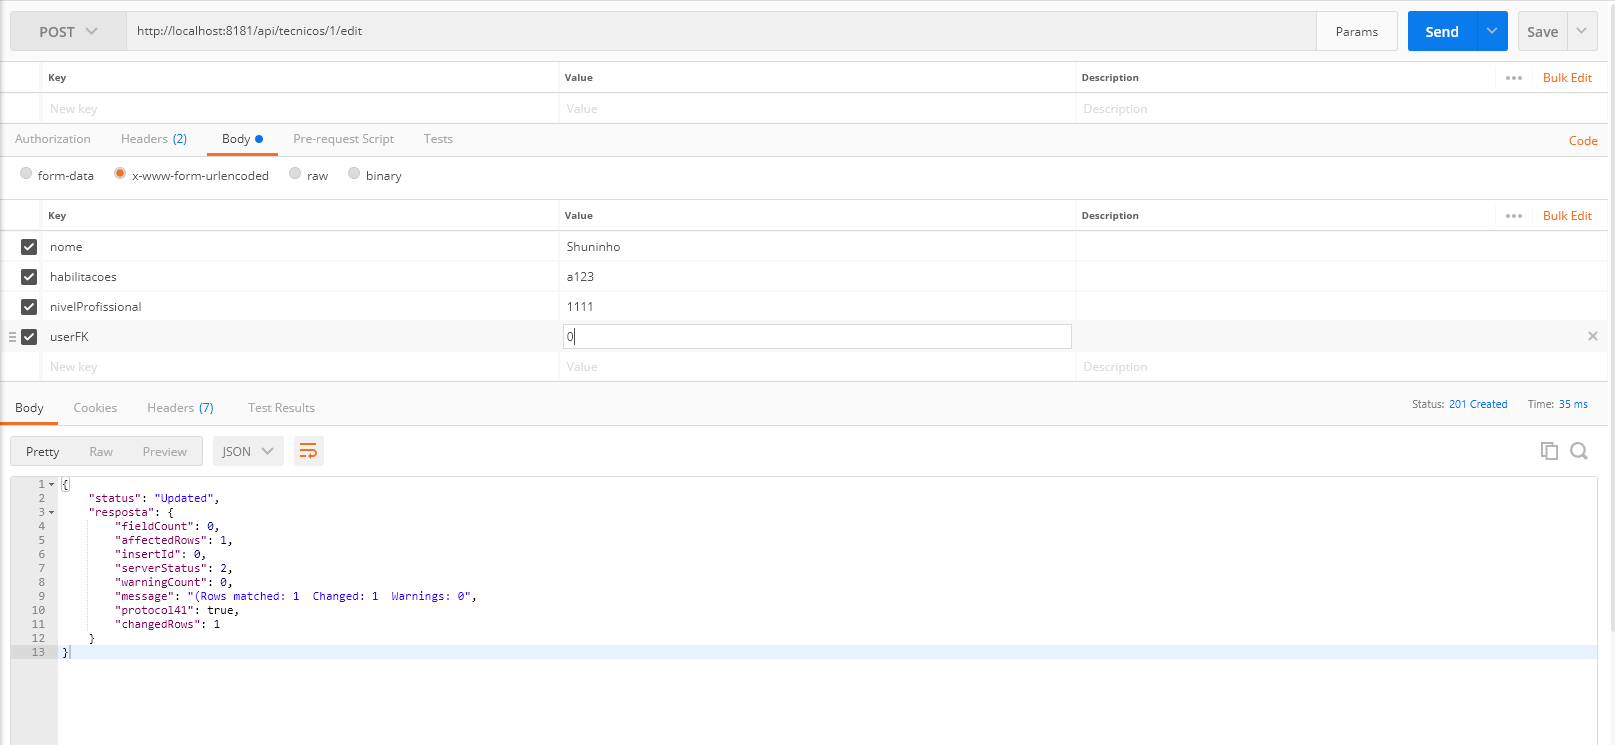 POST http://localhost:8181/api/tecnicos/1/edit Params Send Save
Key Value Description Bulk Edit
New key Value Description
Authorization Headers (2) Body Pre-request Script Tests Code
form-data x-www-form-urlencoded raw binary
Key Value Description Bulk Edit
nome Shuninho
habilitacoes a123
nivelProfissional 1111
userFK 0
New key Value Description
Body Cookies Headers (7) Test Results Status: 201 Created Time: 35 ms
Pretty Raw Preview JSON
1 {
2 "status": "Updated",
3 "resposta": {
4 "fieldCount": 0,
5 "affectedRows": 1,
6 "insertId": 0,
7 "serverStatus": 2,
8 "warningCount": 0,
9 "message": "(Rows matched: 1  Changed: 1  Warnings: 0",
10 "protocol41": true,
11 "changedRows": 1
12 }
13 }